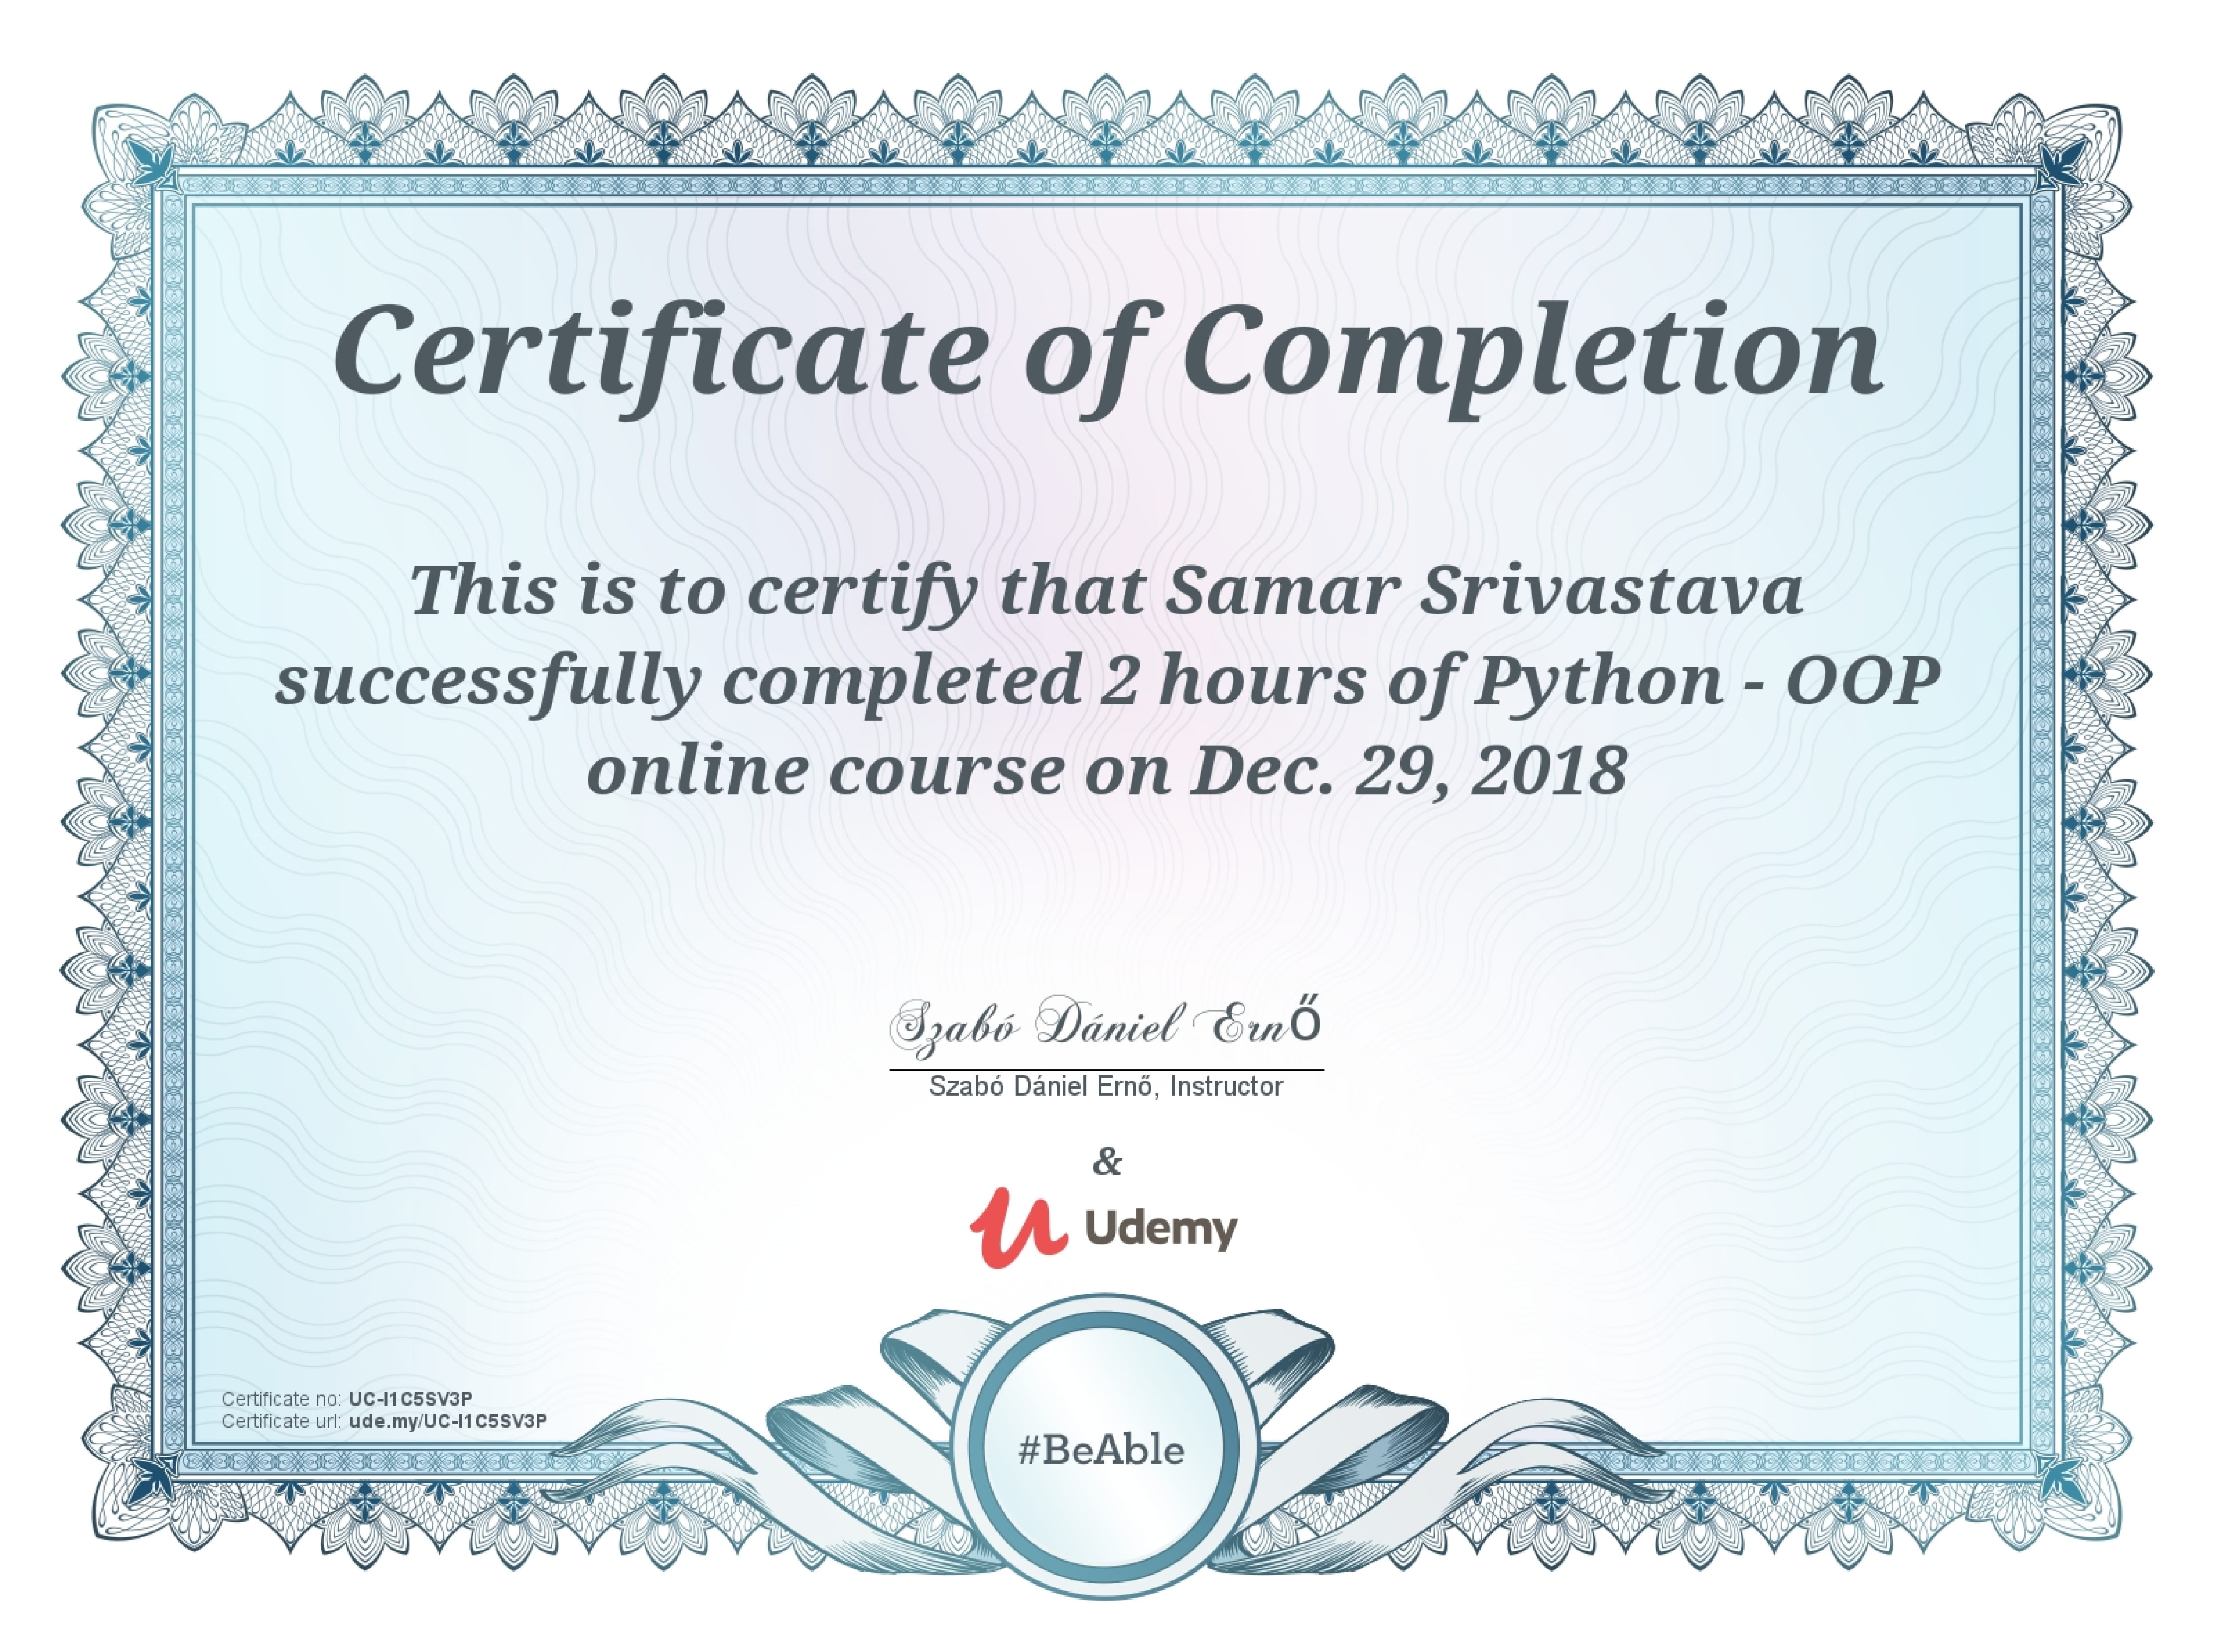 Certificate of Completion
This is to certify that Samar Srivastava
successfully completed 2 hours of Python - OOP
online course on Dec. 29, 2018
Szabó Dániel Ernő
Szabó Dániel Ernő, Instructor
&
Udemy
Certificate no: UC-I1C5SV3P
Certificate url: ude.my/UC-I1C5SV3P
#BeAble